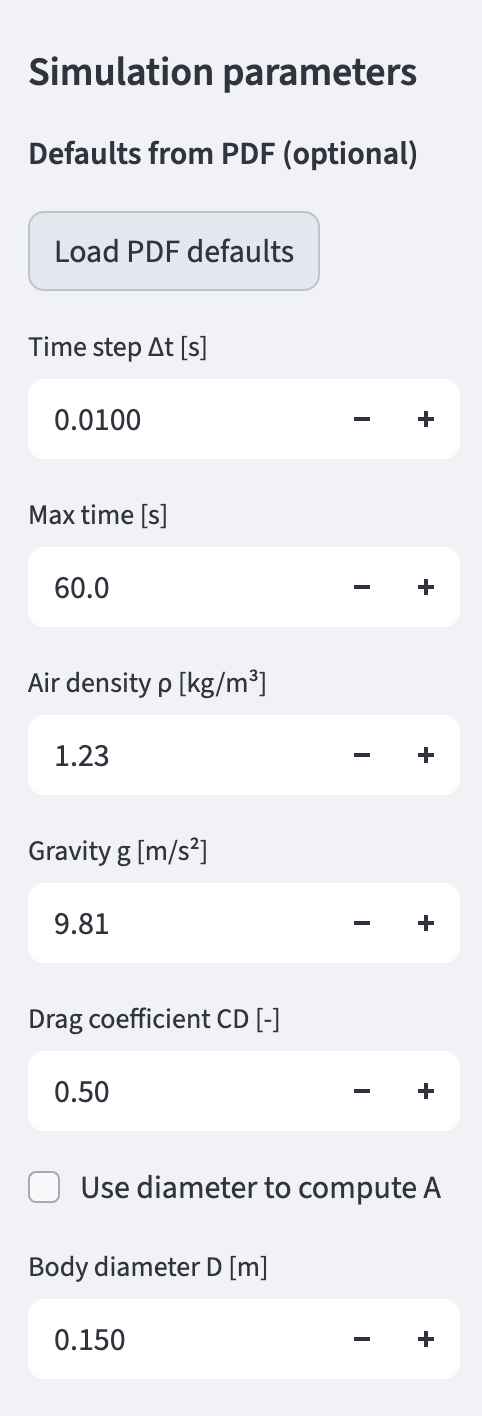 Simulation parameters
Defaults from PDF (optional)
Load PDF defaults
Time step Δt [s]
0.0100 − +
Max time [s]
60.0 − +
Air density ρ [kg/m³]
1.23 − +
Gravity g [m/s²]
9.81 − +
Drag coefficient CD [-]
0.50 − +
Use diameter to compute A
Body diameter D [m]
0.150 − +